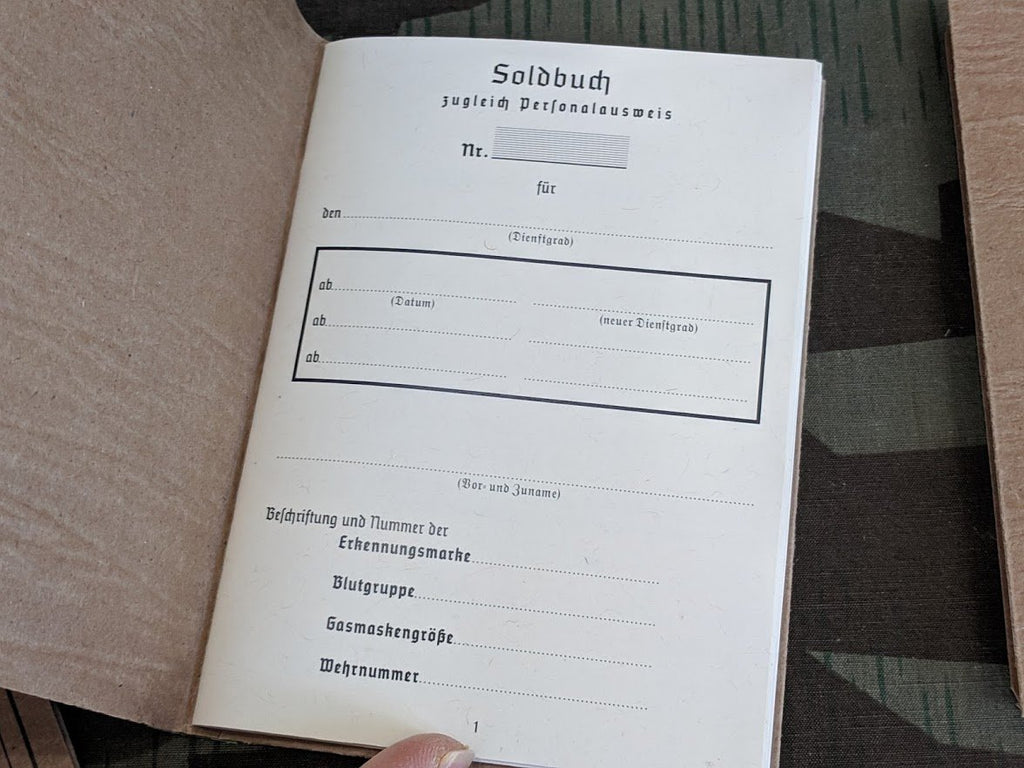 Soldbuch
zugleich Personalausweis
Nr.
für
den
(Dienstgrad)
ab
(Datum)
(neuer Dienstgrad)
ab
ab
(Vor- und Zuname)
Beschriftung und Nummer der
Erkennungsmarke
Blutgruppe
Gasmaskengröße
Wehrnummer
1